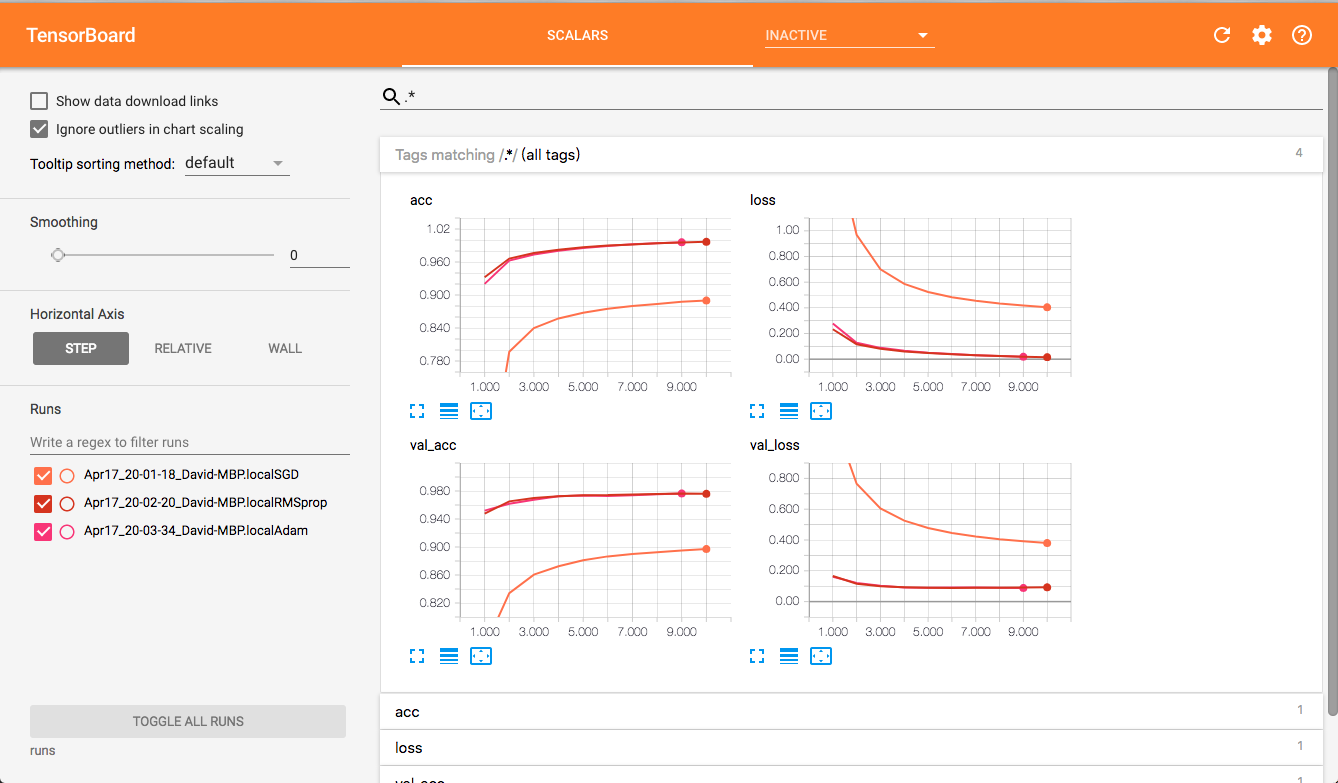 TensorBoard SCALARS INACTIVE
Show data download links
Ignore outliers in chart scaling
Tooltip sorting method: default
Smoothing
0
Horizontal Axis
STEP RELATIVE WALL
Runs
Write a regex to filter runs
Apr17_20-01-18_David-MBP.localSGD
Apr17_20-02-20_David-MBP.localRMSprop
Apr17_20-03-34_David-MBP.localAdam
TOGGLE ALL RUNS
runs
.*
Tags matching /.*/ (all tags) 4
acc
1.02
0.960
0.900
0.840
0.780
1.000 3.000 5.000 7.000 9.000
loss
1.00
0.800
0.600
0.400
0.200
0.00
1.000 3.000 5.000 7.000 9.000
val_acc
0.980
0.940
0.900
0.860
0.820
1.000 3.000 5.000 7.000 9.000
val_loss
0.800
0.600
0.400
0.200
0.00
1.000 3.000 5.000 7.000 9.000
acc 1
loss 1
val_acc 1